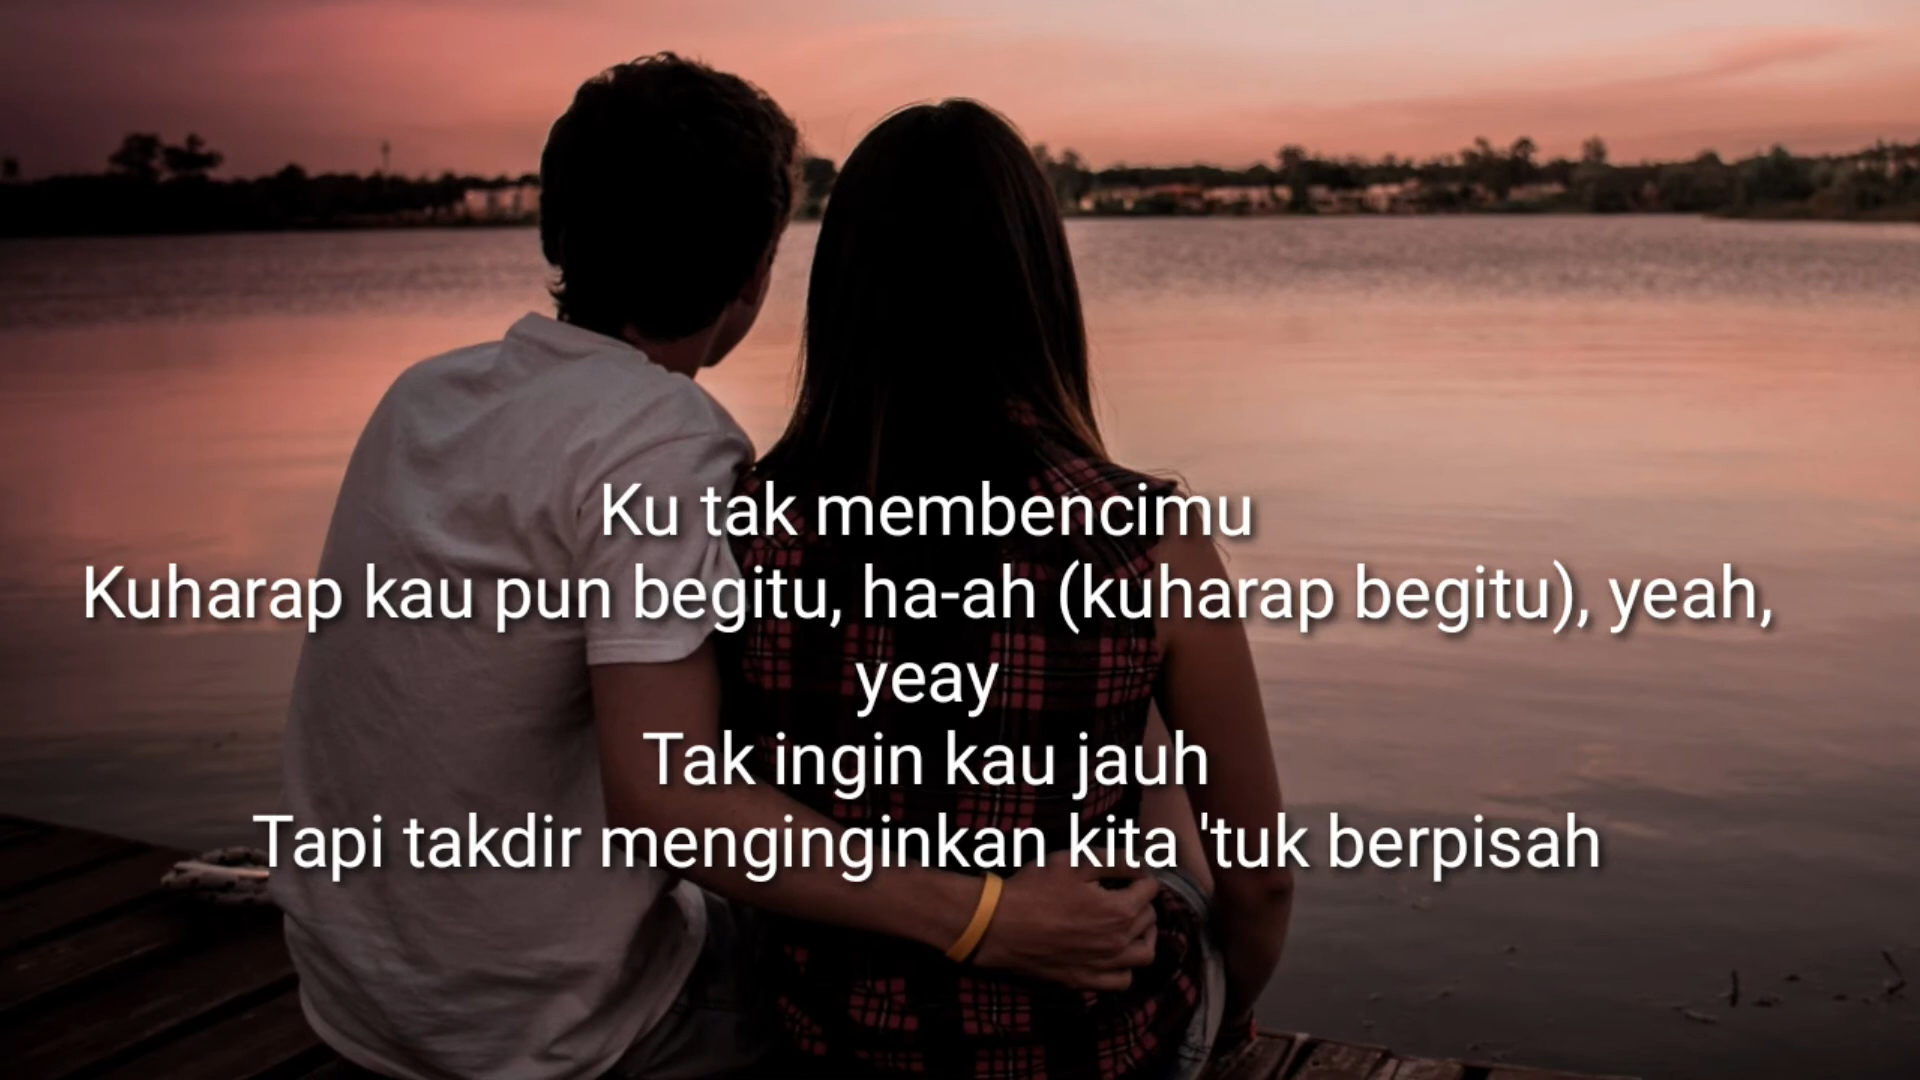 Ku tak membencimu
Kuharap kau pun begitu, ha-ah (kuharap begitu), yeah,
yeay
Tak ingin kau jauh
Tapi takdir menginginkan kita 'tuk berpisah